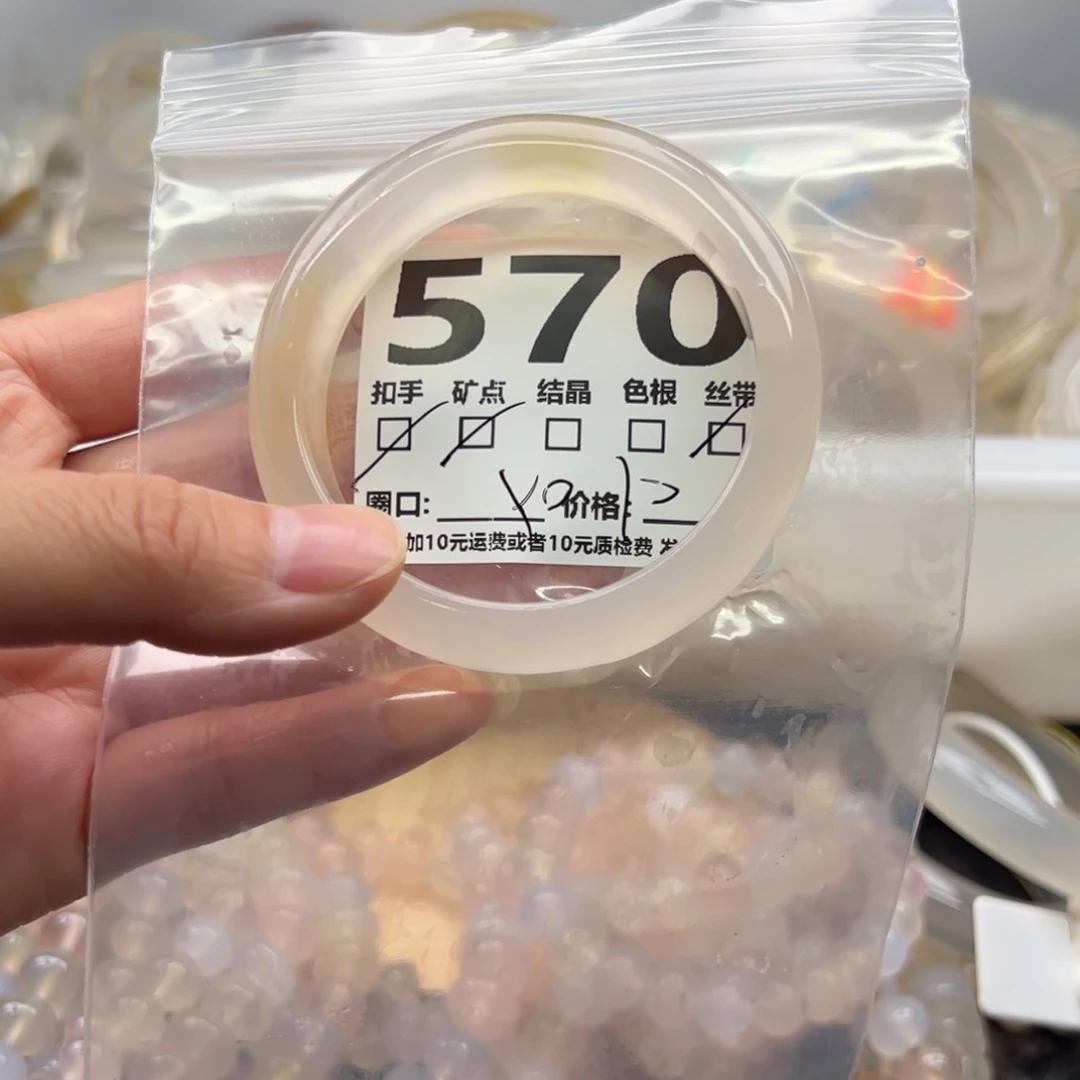 570
扣手 矿点 结晶 色根 丝带
圈口: 价格:
加10元运费或者10元质检费